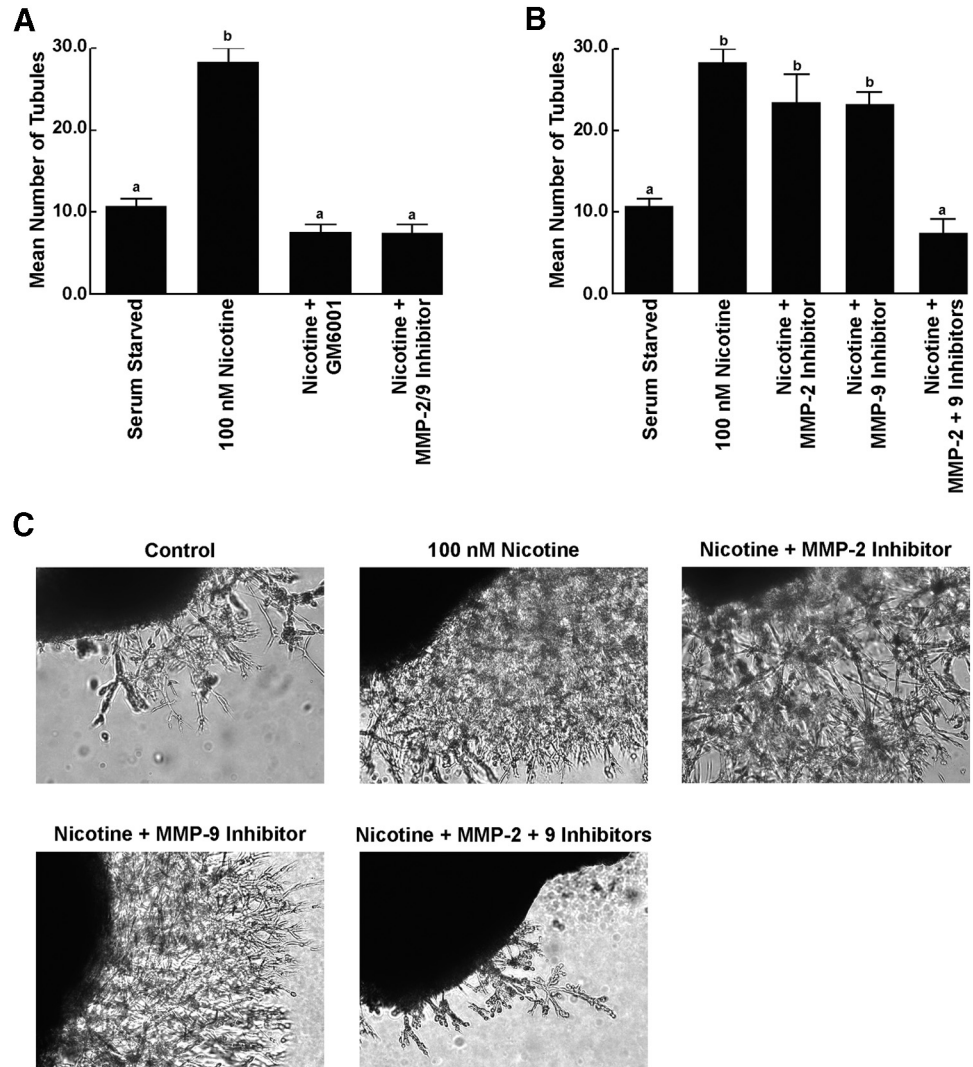 A
Mean Number of Tubules
30.0
20.0
10.0
0.0
a
b
a
a
Serum Starved
100 nM Nicotine
Nicotine +
GM6001
Nicotine +
MMP-2/9 Inhibitor
B
Mean Number of Tubules
30.0
20.0
10.0
0.0
a
b
b
b
a
Serum Starved
100 nM Nicotine
Nicotine +
MMP-2 Inhibitor
Nicotine +
MMP-9 Inhibitor
Nicotine +
MMP-2 + 9 Inhibitors
C
Control
100 nM Nicotine
Nicotine + MMP-2 Inhibitor
Nicotine + MMP-9 Inhibitor
Nicotine + MMP-2 + 9 Inhibitors